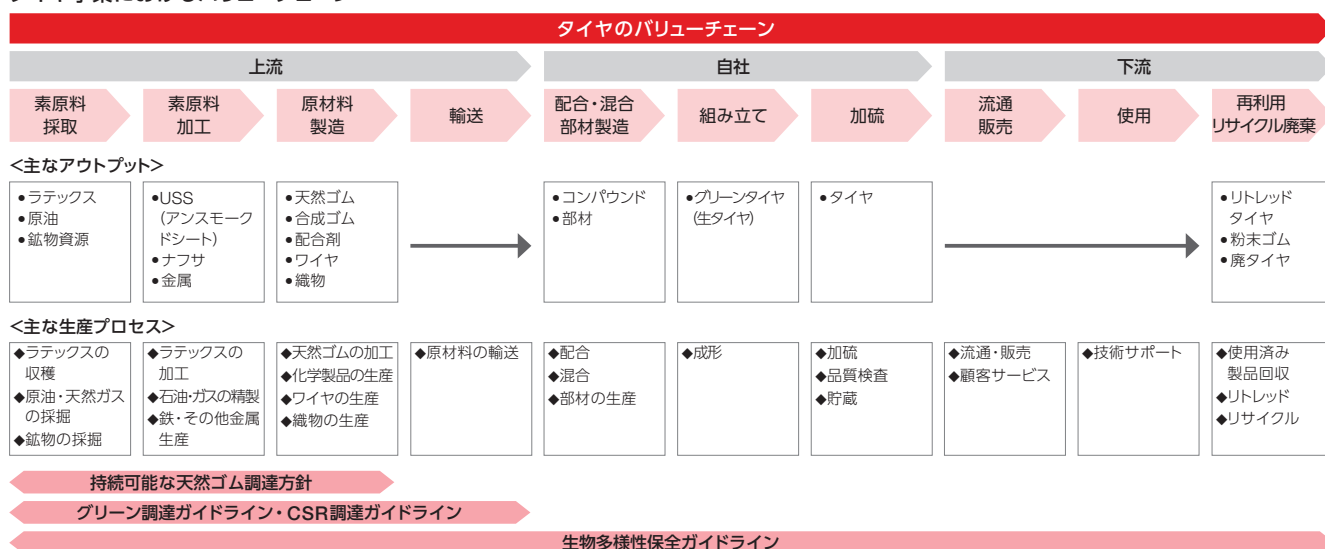 タイヤのバリューチェーン
上流
自社
下流
素原料
採取
素原料
加工
原材料
製造
輸送
配合・混合
部材製造
組み立て
加硫
流通
販売
使用
再利用
リサイクル廃棄
<主なアウトプット>
●ラテックス
●原油
●鉱物資源
●USS
(アンスモーク
ドシート)
●ナフサ
●金属
●天然ゴム
●合成ゴム
●配合剤
●ワイヤ
●織物
●コンパウンド
●部材
●グリーンタイヤ
(生タイヤ)
●タイヤ
●リトレッド
タイヤ
●粉末ゴム
●廃タイヤ
<主な生産プロセス>
◆ラテックスの
収穫
◆原油・天然ガス
の採掘
◆鉱物の採掘
◆ラテックスの
加工
◆石油・ガスの精製
◆鉄・その他金属
生産
◆天然ゴムの加工
◆化学製品の生産
◆ワイヤの生産
◆織物の生産
◆原材料の輸送
◆配合
◆混合
◆部材の生産
◆成形
◆加硫
◆品質検査
◆貯蔵
◆流通・販売
◆顧客サービス
◆技術サポート
◆使用済み
製品回収
◆リトレッド
◆リサイクル
持続可能な天然ゴム調達方針
グリーン調達ガイドライン・CSR調達ガイドライン
生物多様性保全ガイドライン